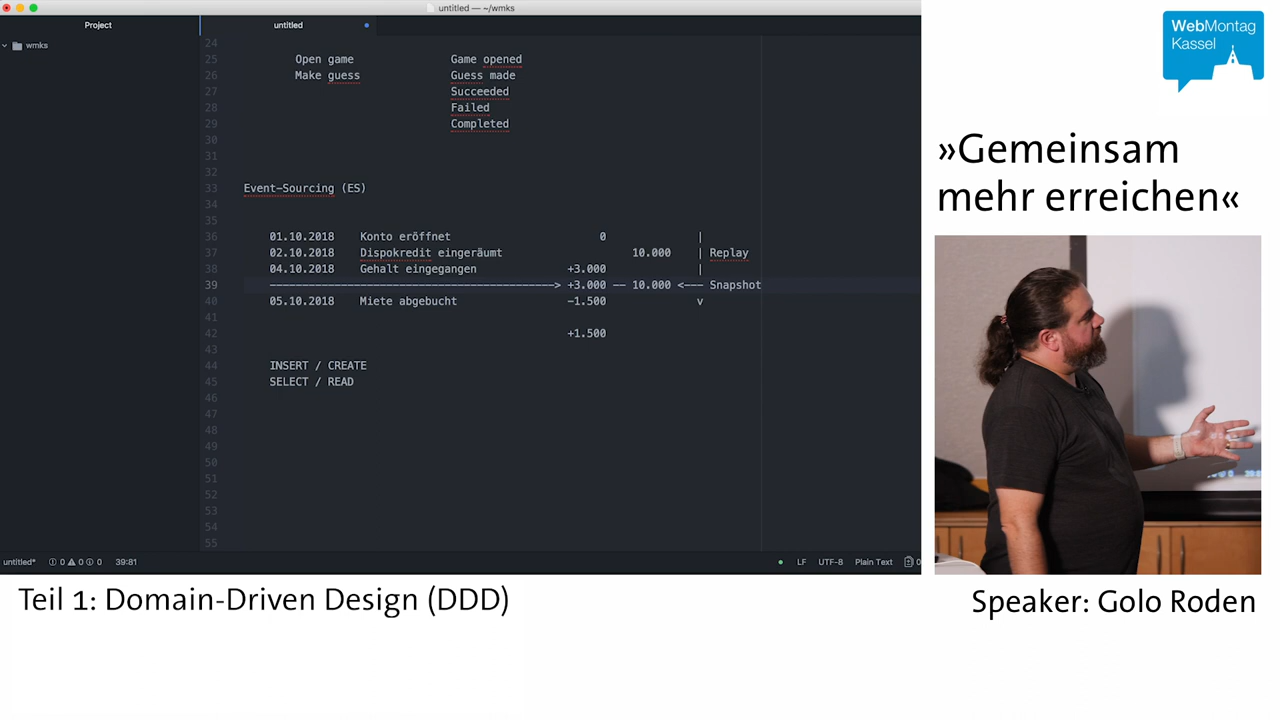 untitled — ~/wmks
Project
untitled
wmks
24
25 Open game Game opened
26 Make guess Guess made
27 Succeeded
28 Failed
29 Completed
30
31
32
33 Event-Sourcing (ES)
34
35
36 01.10.2018 Konto eröffnet 0 |
37 02.10.2018 Dispokredit eingeräumt 10.000 | Replay
38 04.10.2018 Gehalt eingegangen +3.000 |
39 --------------------------------------------> +3.000 -- 10.000 <--- Snapshot
40 05.10.2018 Miete abgebucht -1.500 v
41
42 +1.500
43
44 INSERT / CREATE
45 SELECT / READ
46
47
48
49
50
51
52
53
54
55
untitled* 0 0 0 39:81 LF UTF-8 Plain Text 0
WebMontag
Kassel
»Gemeinsam
mehr erreichen«
Teil 1: Domain-Driven Design (DDD)
Speaker: Golo Roden